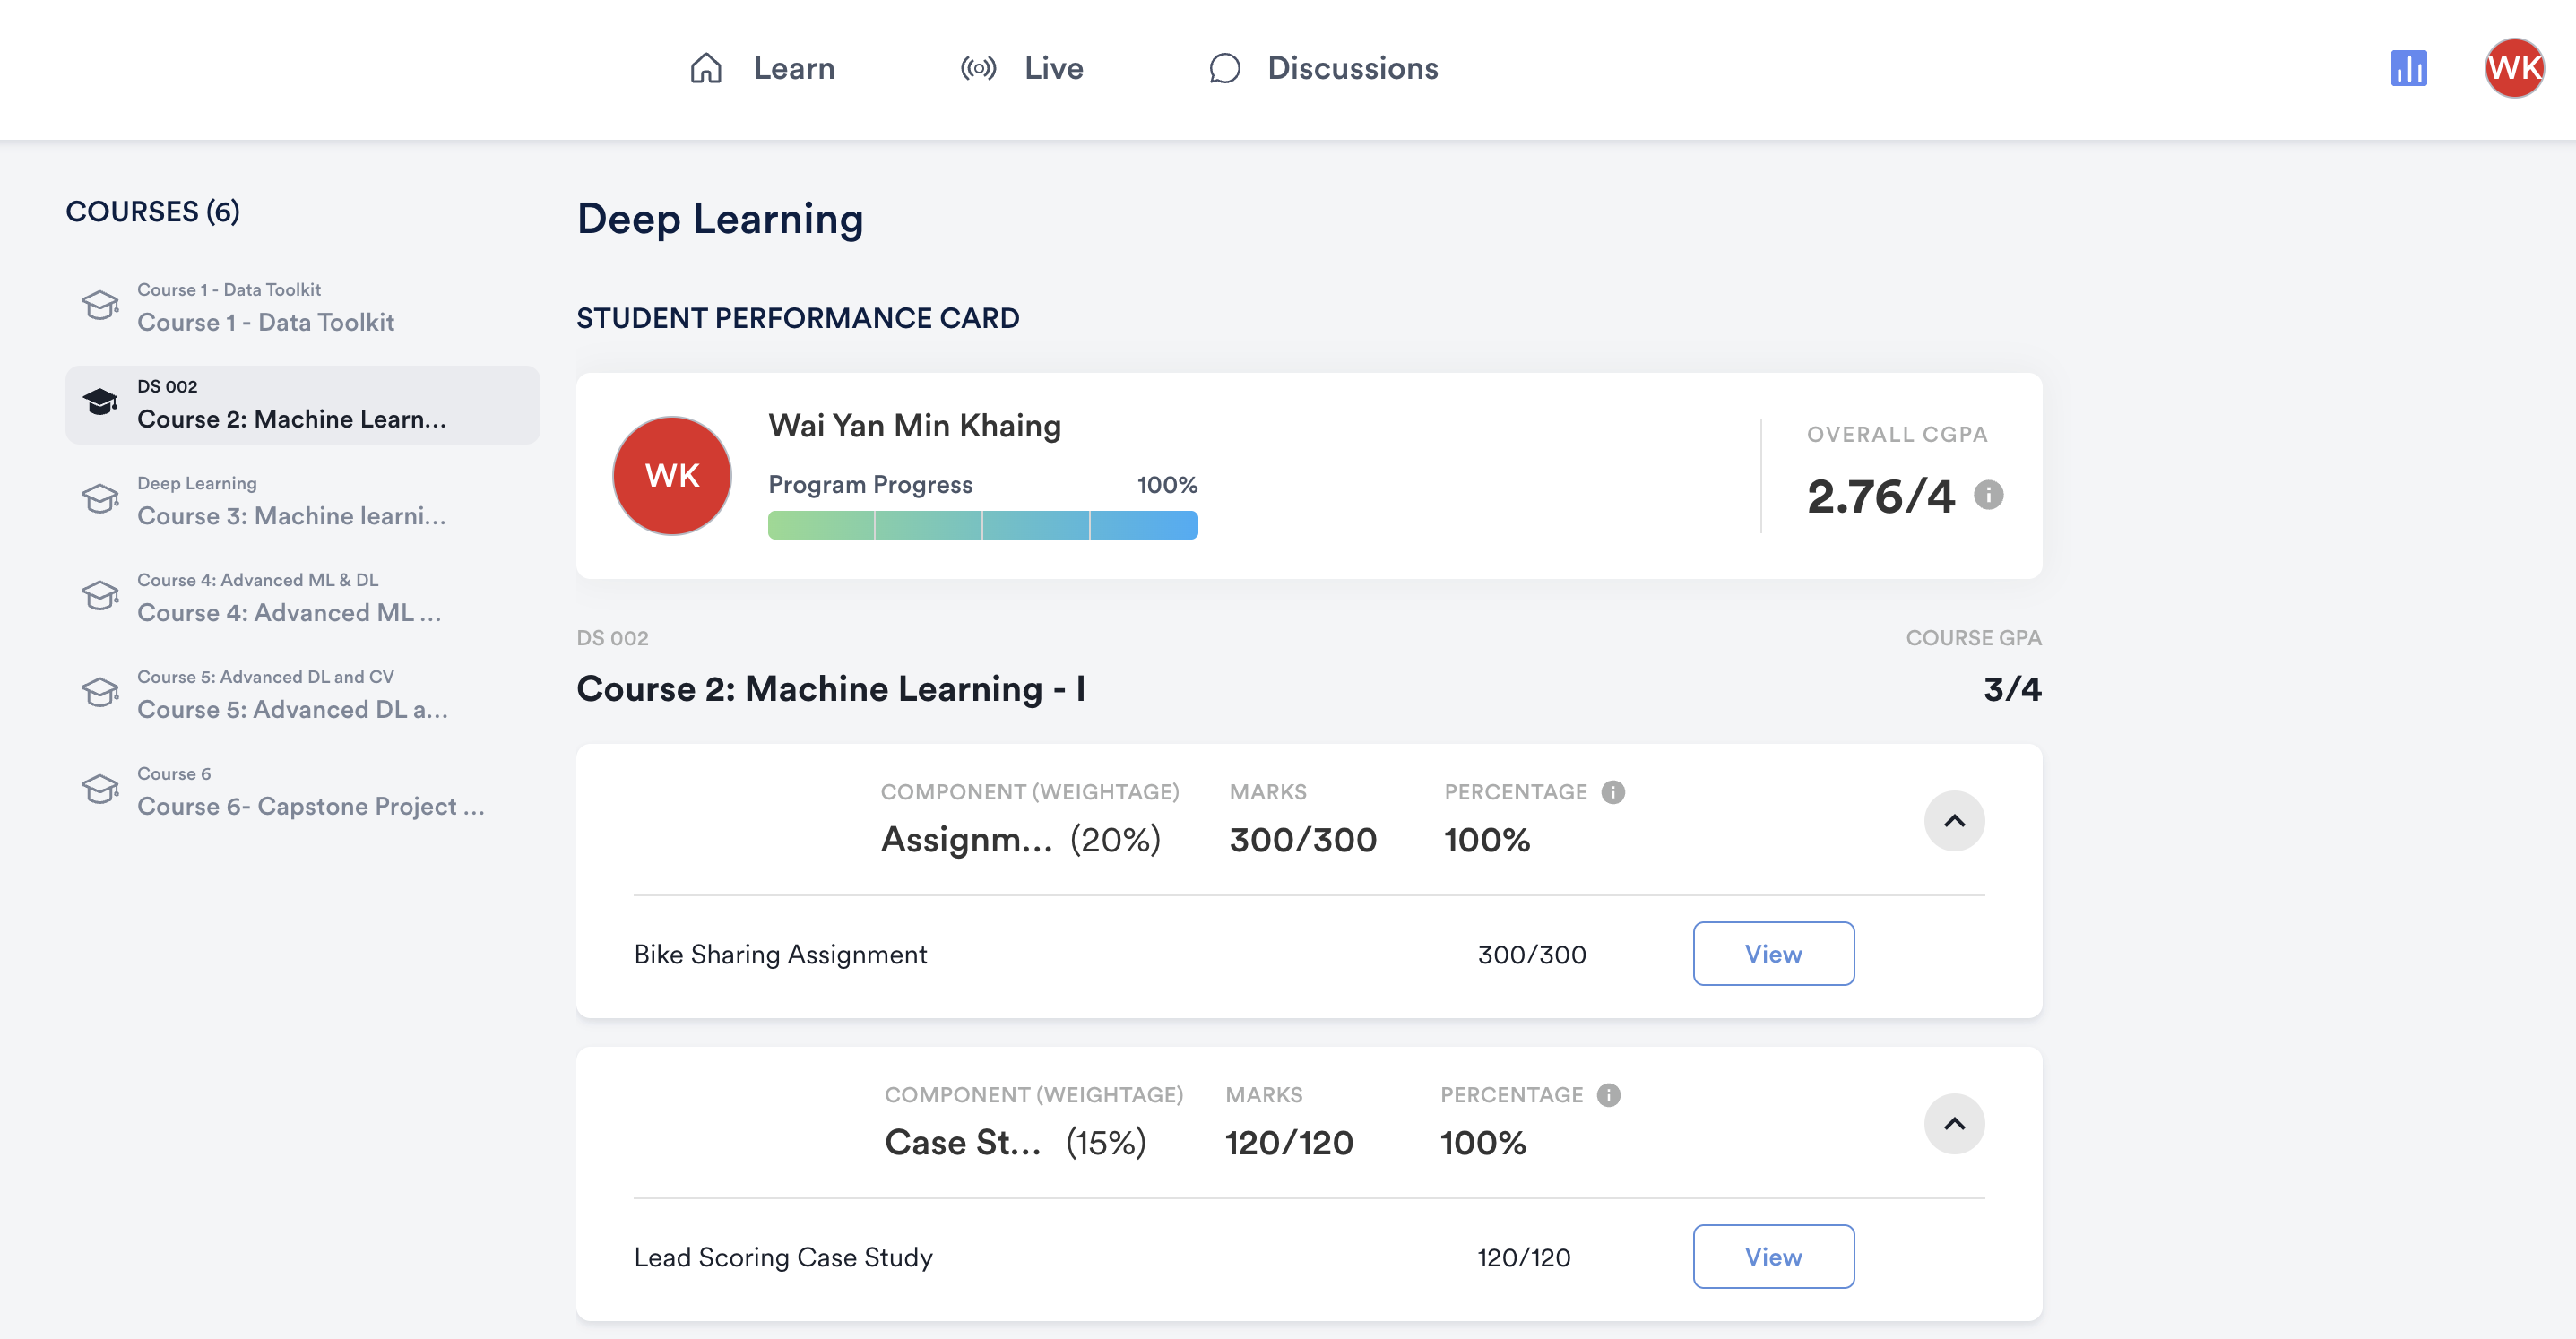 Learn
Live
Discussions
WK
COURSES (6)
Course 1 - Data Toolkit
Course 1 - Data Toolkit
DS 002
Course 2: Machine Learn...
Deep Learning
Course 3: Machine learni...
Course 4: Advanced ML & DL
Course 4: Advanced ML ...
Course 5: Advanced DL and CV
Course 5: Advanced DL a...
Course 6
Course 6- Capstone Project ...
Deep Learning
STUDENT PERFORMANCE CARD
WK
Wai Yan Min Khaing
Program Progress 100%
OVERALL CGPA
2.76/4
DS 002 COURSE GPA
Course 2: Machine Learning - I 3/4
COMPONENT (WEIGHTAGE) MARKS PERCENTAGE
Assignm... (20%) 300/300 100%
Bike Sharing Assignment 300/300 View
COMPONENT (WEIGHTAGE) MARKS PERCENTAGE
Case St... (15%) 120/120 100%
Lead Scoring Case Study 120/120 View